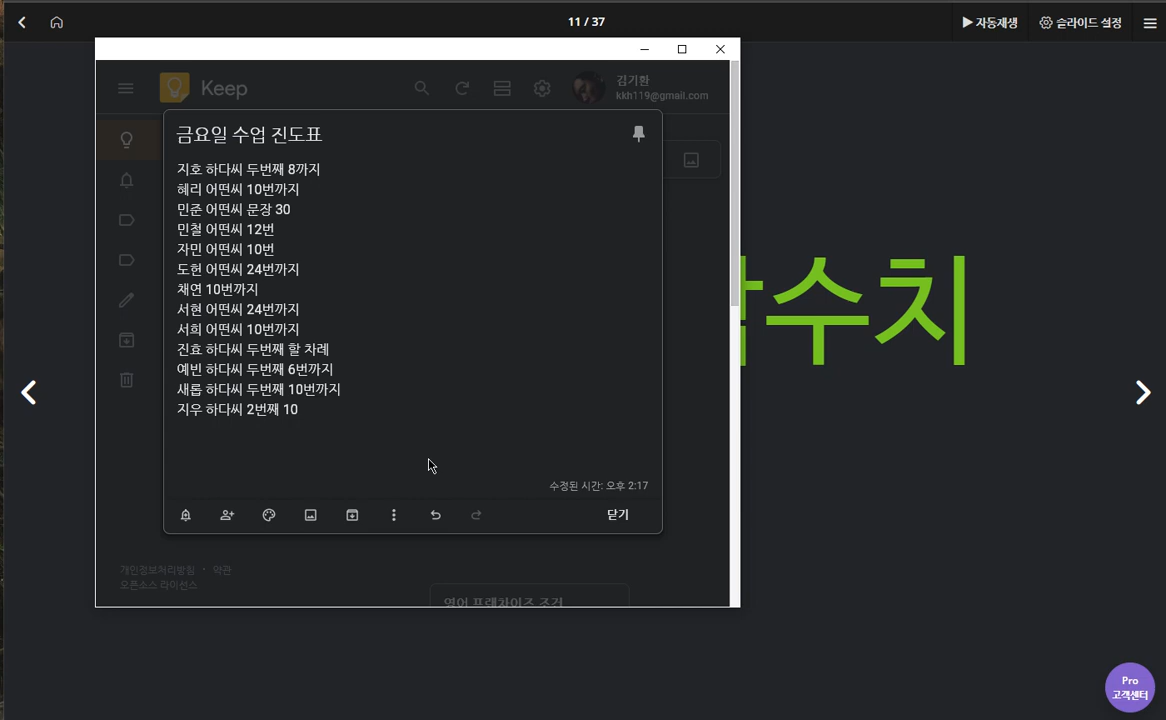 11 / 37
▶ 자동재생
슬라이드 설정
Keep
김기환
kkh119@gmail.com
금요일 수업 진도표
지호 하다씨 두번째 8까지
혜리 어떤씨 10번까지
민준 어떤씨 문장 30
민철 어떤씨 12번
자민 어떤씨 10번
도헌 어떤씨 24번까지
채연 10번까지
서현 어떤씨 24번까지
서희 어떤씨 10번까지
진효 하다씨 두번째 할 차례
예빈 하다씨 두번째 6번까지
새롭 하다씨 두번째 10번까지
지우 하다씨 2번째 10
수정된 시간: 오후 2:17
닫기
개인정보처리방침 · 약관
오픈소스 라이선스
영어 프랜차이즈 조건
수치
Pro
고객센터